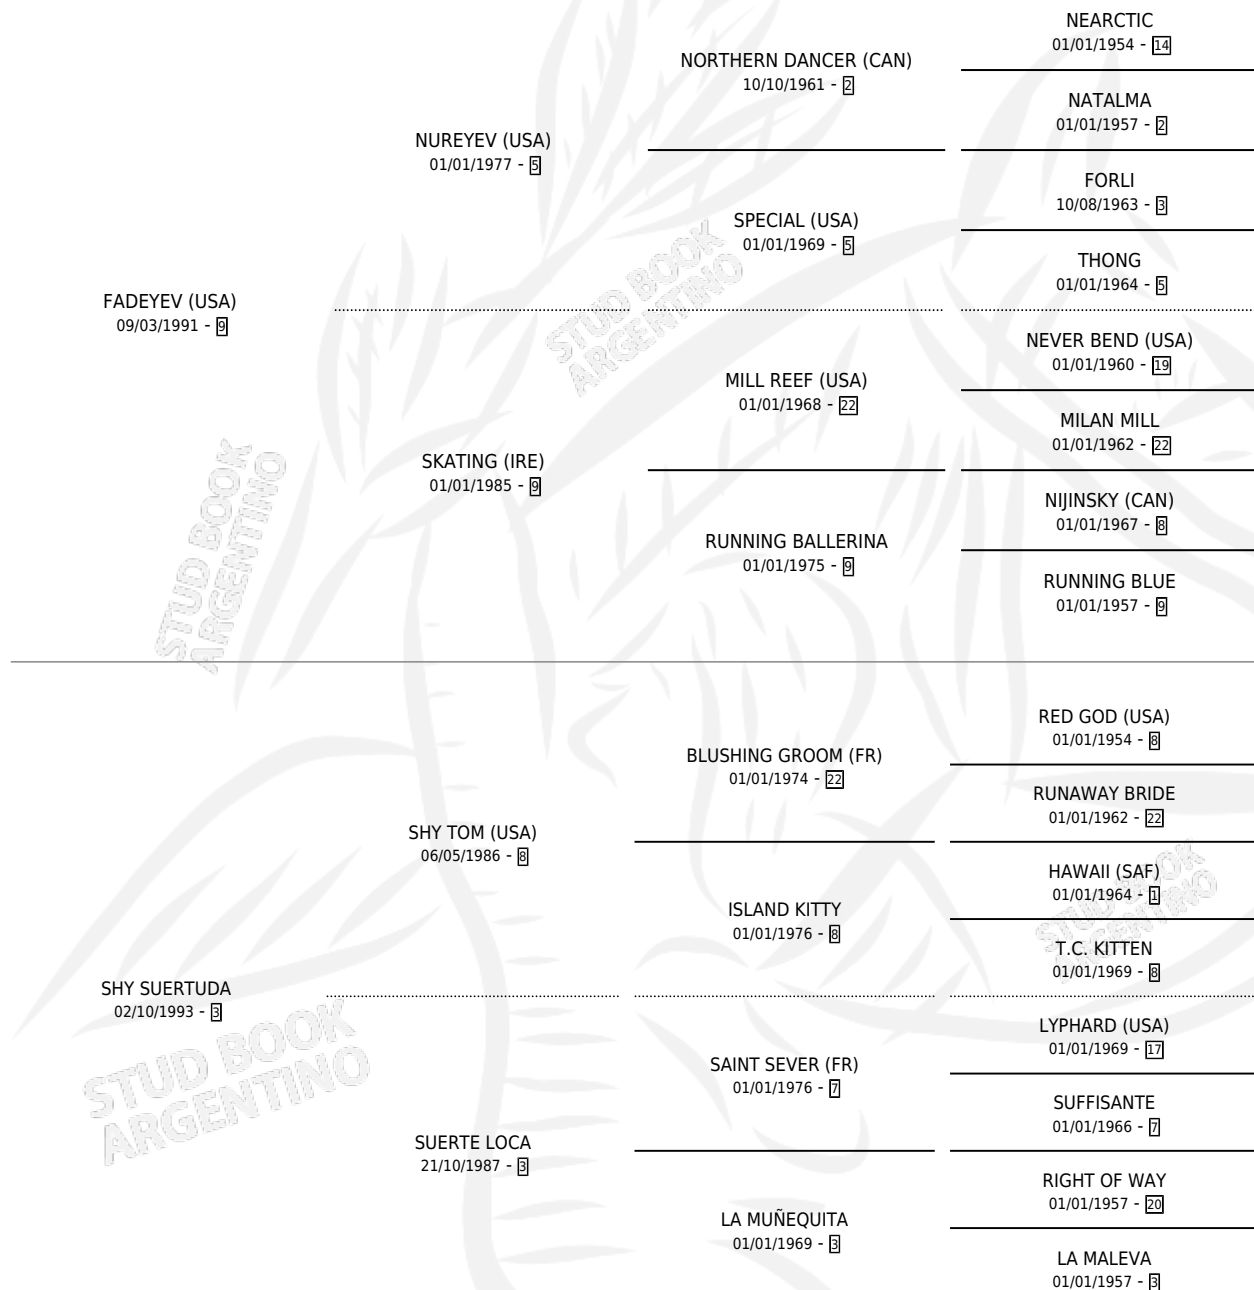 NEARCTIC
01/01/1954 - 14
NORTHERN DANCER (CAN)
10/10/1961 - 2
NATALMA
01/01/1957 - 2
NUREYEV (USA)
01/01/1977 - 5
FORLI
10/08/1963 - 3
SPECIAL (USA)
01/01/1969 - 5
THONG
01/01/1964 - 5
FADEYEV (USA)
09/03/1991 - 9
STUD BOOK
ARGENTINO
NEVER BEND (USA)
01/01/1960 - 19
MILL REEF (USA)
01/01/1968 - 22
MILAN MILL
01/01/1962 - 22
SKATING (IRE)
01/01/1985 - 9
NIJINSKY (CAN)
01/01/1967 - 8
RUNNING BALLERINA
01/01/1975 - 9
RUNNING BLUE
01/01/1957 - 9
STUD BOOK
ARGENTINO
RED GOD (USA)
01/01/1954 - 8
BLUSHING GROOM (FR)
01/01/1974 - 22
RUNAWAY BRIDE
01/01/1962 - 22
SHY TOM (USA)
06/05/1986 - 8
HAWAII (SAF)
01/01/1964 - 1
ISLAND KITTY
01/01/1976 - 8
STUD BOOK
ARGENTINO
T.C. KITTEN
01/01/1969 - 8
SHY SUERTUDA
02/10/1993 - 3
STUD BOOK
ARGENTINO
LYPHARD (USA)
01/01/1969 - 17
SAINT SEVER (FR)
01/01/1976 - 7
SUFFISANTE
01/01/1966 - 7
SUERTE LOCA
21/10/1987 - 3
RIGHT OF WAY
01/01/1957 - 20
LA MUÑEQUITA
01/01/1969 - 3
LA MALEVA
01/01/1957 - 3